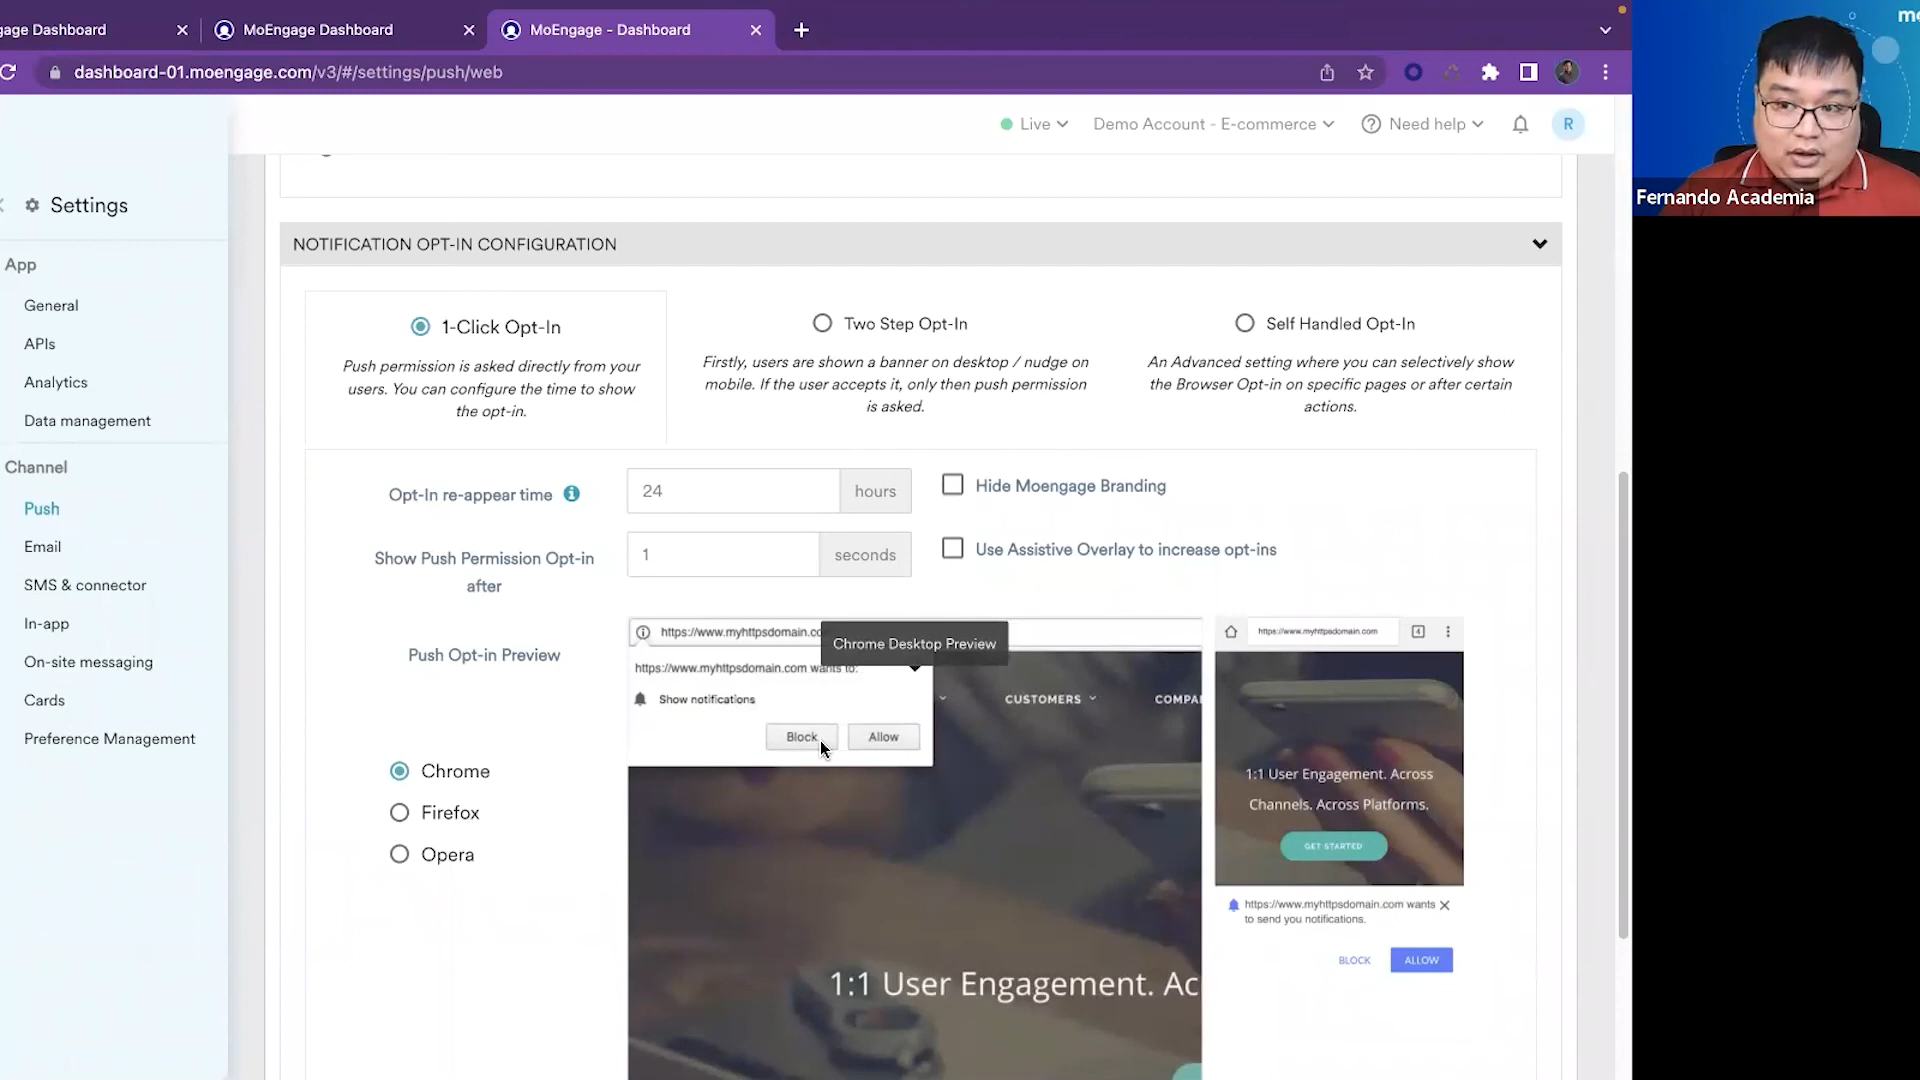 gage Dashboard
MoEngage Dashboard
MoEngage - Dashboard
dashboard-01.moengage.com/v3/#/settings/push/web
Live
Demo Account - E-commerce
Need help
R
Fernando Academia
Settings
App
General
APIs
Analytics
Data management
Channel
Push
Email
SMS & connector
In-app
On-site messaging
Cards
Preference Management
NOTIFICATION OPT-IN CONFIGURATION
1-Click Opt-In
Push permission is asked directly from your
users. You can configure the time to show
the opt-in.
Two Step Opt-In
Firstly, users are shown a banner on desktop / nudge on
mobile. If the user accepts it, only then push permission
is asked.
Self Handled Opt-In
An Advanced setting where you can selectively show
the Browser Opt-in on specific pages or after certain
actions.
Opt-In re-appear time
24
hours
Hide Moengage Branding
Show Push Permission Opt-in
after
1
seconds
Use Assistive Overlay to increase opt-ins
Push Opt-in Preview
Chrome
Firefox
Opera
https://www.myhttpsdomain.co
Chrome Desktop Preview
https://www.myhttpsdomain.com wants to:
Show notifications
Block
Allow
CUSTOMERS
COMPA
1:1 User Engagement. Ac
https://www.myhttpsdomain.com
4
1:1 User Engagement. Across
Channels. Across Platforms.
GET STARTED
https://www.myhttpsdomain.com wants
to send you notifications.
BLOCK
ALLOW